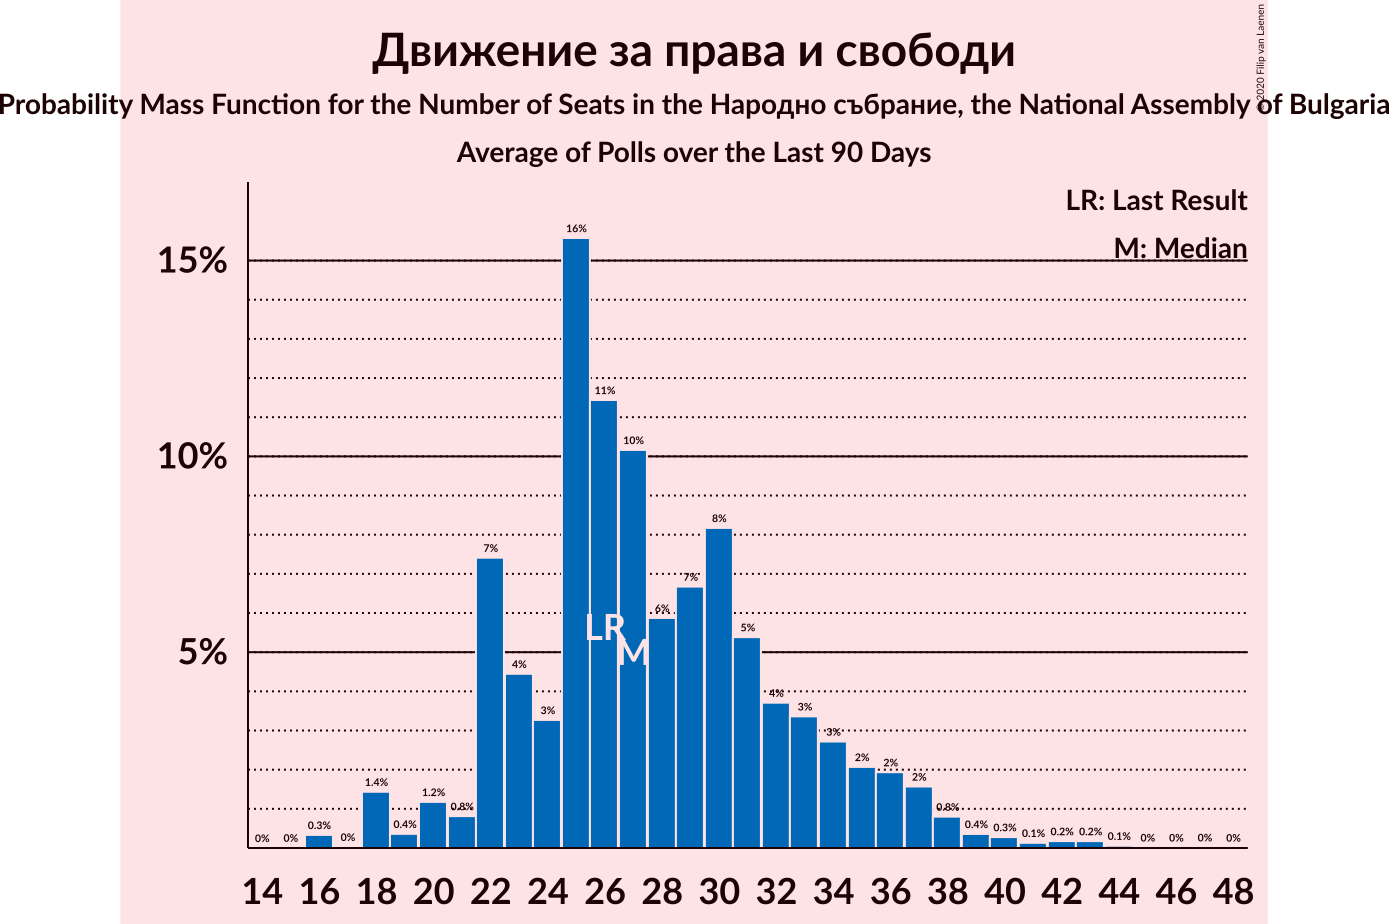 Движение за права и свободи
Probability Mass Function for the Number of Seats in the Народно събрание, the National Assembly of Bulgaria
Average of Polls over the Last 90 Days
© 2020 Filip van Laenen
LR: Last Result
M: Median
15%
10%
5%
0% 0% 0.3% 0% 1.4% 0.4% 1.2% 0.8% 7% 4% 3% 16% 11% 10% 6% 7% 8% 5% 4% 3% 3% 2% 2% 2% 0.8% 0.4% 0.3% 0.1% 0.2% 0.2% 0.1% 0% 0% 0% 0%
LR
M
14 16 18 20 22 24 26 28 30 32 34 36 38 40 42 44 46 48